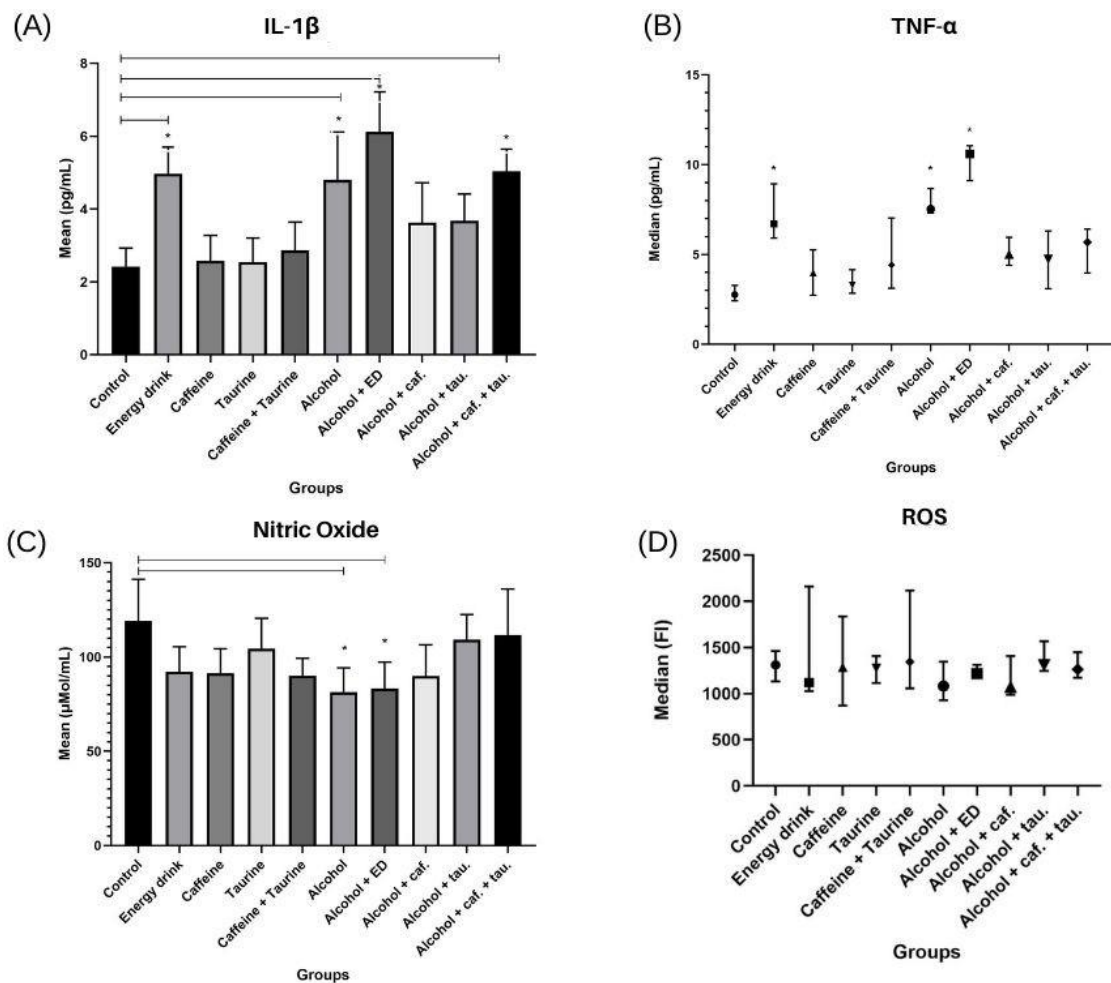 (A)
IL-1β
Mean (pg/mL)
8
6
4
2
0
*
*
*
*
Control
Energy drink
Caffeine
Taurine
Caffeine + Taurine
Alcohol
Alcohol + ED
Alcohol + caf.
Alcohol + tau.
Alcohol + caf. + tau.
Groups
(B)
TNF-α
Median (pg/mL)
15
10
5
0
*
*
*
Control
Energy drink
Caffeine
Taurine
Caffeine + Taurine
Alcohol
Alcohol + ED
Alcohol + caf.
Alcohol + tau.
Alcohol + caf. + tau.
Groups
(C)
Nitric Oxide
Mean (µMol/mL)
150
100
50
0
*
*
Control
Energy drink
Caffeine
Taurine
Caffeine + Taurine
Alcohol
Alcohol + ED
Alcohol + caf.
Alcohol + tau.
Alcohol + caf. + tau.
Groups
(D)
ROS
Median (FI)
2500
2000
1500
1000
500
0
Control
Energy drink
Caffeine
Taurine
Caffeine + Taurine
Alcohol
Alcohol + ED
Alcohol + caf.
Alcohol + tau.
Alcohol + caf. + tau.
Groups